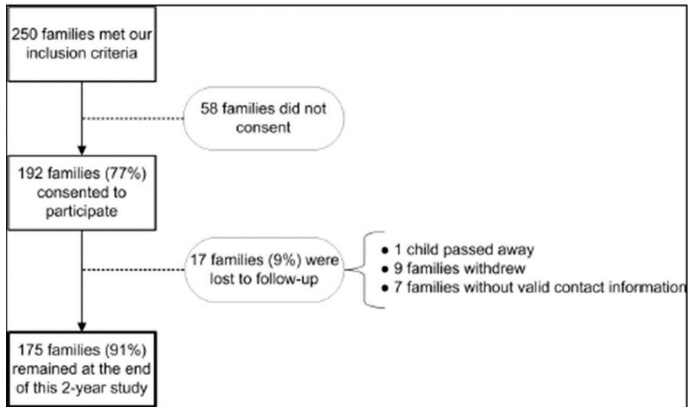 250 families met our
inclusion criteria
58 families did not
consent
192 families (77%)
consented to
participate
17 families (9%) were
lost to follow-up
● 1 child passed away
● 9 families withdrew
● 7 families without valid contact information
175 families (91%)
remained at the end
of this 2-year study